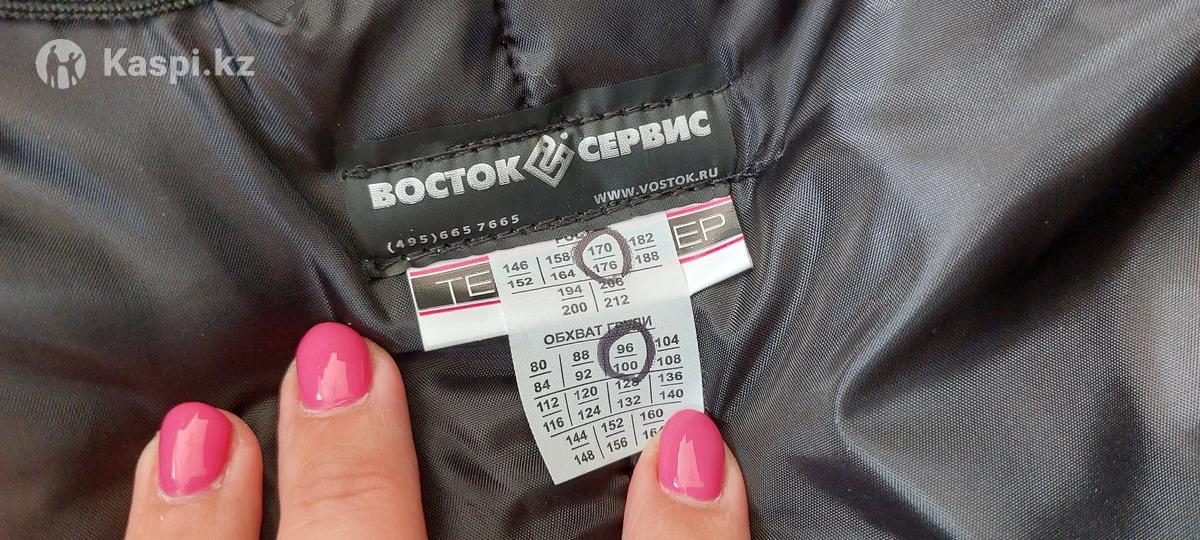 Kaspi.kz
ВОСТОК СЕРВИС
WWW.VOSTOK.RU
(495)6657665
146 158 170 182
152 164 176 188
194 206
200 212
ОБХВАТ ГРУДИ
80 88 96 104
84 92 100 108
112 120 128 136
116 124 132 140
144 152 160
148 156